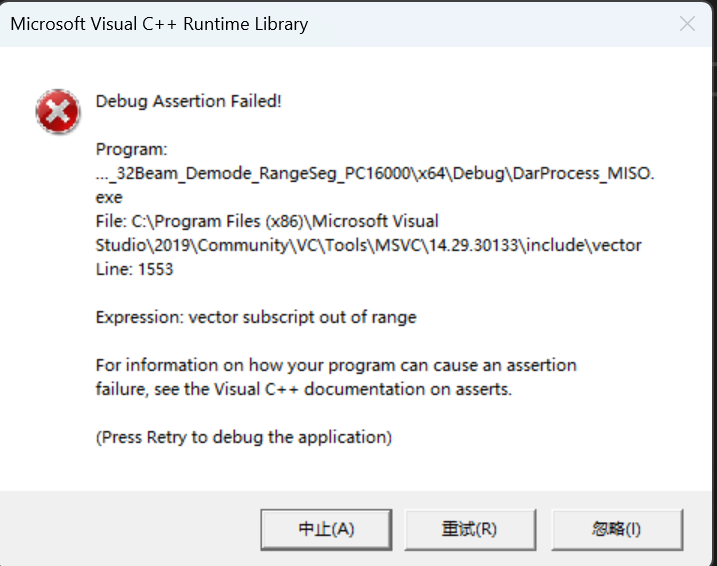 Microsoft Visual C++ Runtime Library
Debug Assertion Failed!
Program:
..._32Beam_Demode_RangeSeg_PC16000\x64\Debug\DarProcess_MISO.
exe
File: C:\Program Files (x86)\Microsoft Visual
Studio\2019\Community\VC\Tools\MSVC\14.29.30133\include\vector
Line: 1553
Expression: vector subscript out of range
For information on how your program can cause an assertion
failure, see the Visual C++ documentation on asserts.
(Press Retry to debug the application)
中止(A)
重试(R)
忽略(I)